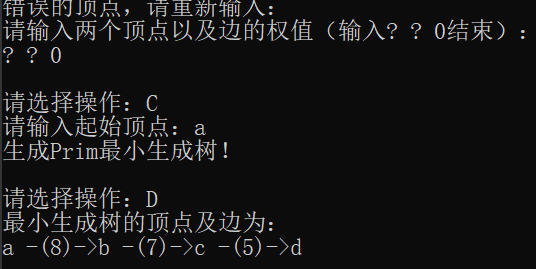 错误的顶点，请重新输入：
请输入两个顶点以及边的权值（输入? ? 0结束）：
? ? 0
请选择操作：C
请输入起始顶点：a
生成Prim最小生成树！
请选择操作：D
最小生成树的顶点及边为：
a -(8)->b -(7)->c -(5)->d